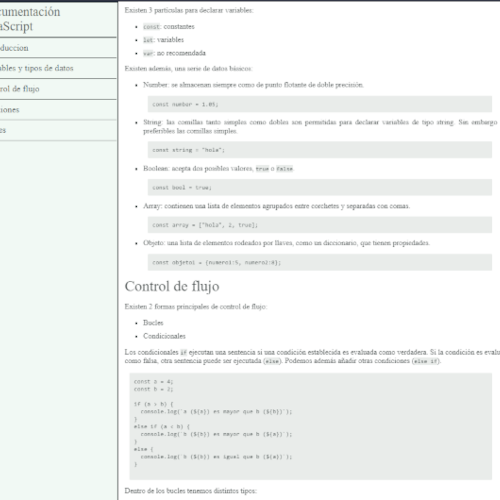 cumentación
aScript
ducción
bles y tipos de datos
rol de flujo
iones
es
Existen 3 partículas para declarar variables:
const: constantes
let: variables
var: no recomendada
Existen además, una serie de datos básicos:
Number: se almacenan siempre como de punto flotante de doble precisión.
const number = 1.05;
String: las comillas tanto simples como dobles son permitidas para declarar variables de tipo string. Sin embargo
preferibles las comillas simples.
const string = "hola";
Boolean: acepta dos posibles valores, true o false.
const bool = true;
Array: contienen una lista de elementos agrupados entre corchetes y separadas con comas.
const array = ["hola", 2, true];
Objeto: una lista de elementos rodeados por llaves, como un diccionario, que tienen propiedades.
const objeto1 = {numero1:5, numero2:8};
Control de flujo
Existen 2 formas principales de control de flujo:
Bucles
Condicionales
Los condicionales if ejecutan una sentencia si una condición establecida es evaluada como verdadera. Si la condición es evalu
como falsa, otra sentencia puede ser ejecutada (else). Podemos además añadir otras condiciones (else if).
const a = 4;
const b = 2;
if (a > b) {
console.log(`a (${a}) es mayor que b (${b})`);
}
else if (a < b) {
console.log(`b (${b}) es mayor que b (${a})`);
}
else {
console.log(`b (${b}) es igual que b (${a})`);
}
Dentro de los bucles tenemos distintos tipos: